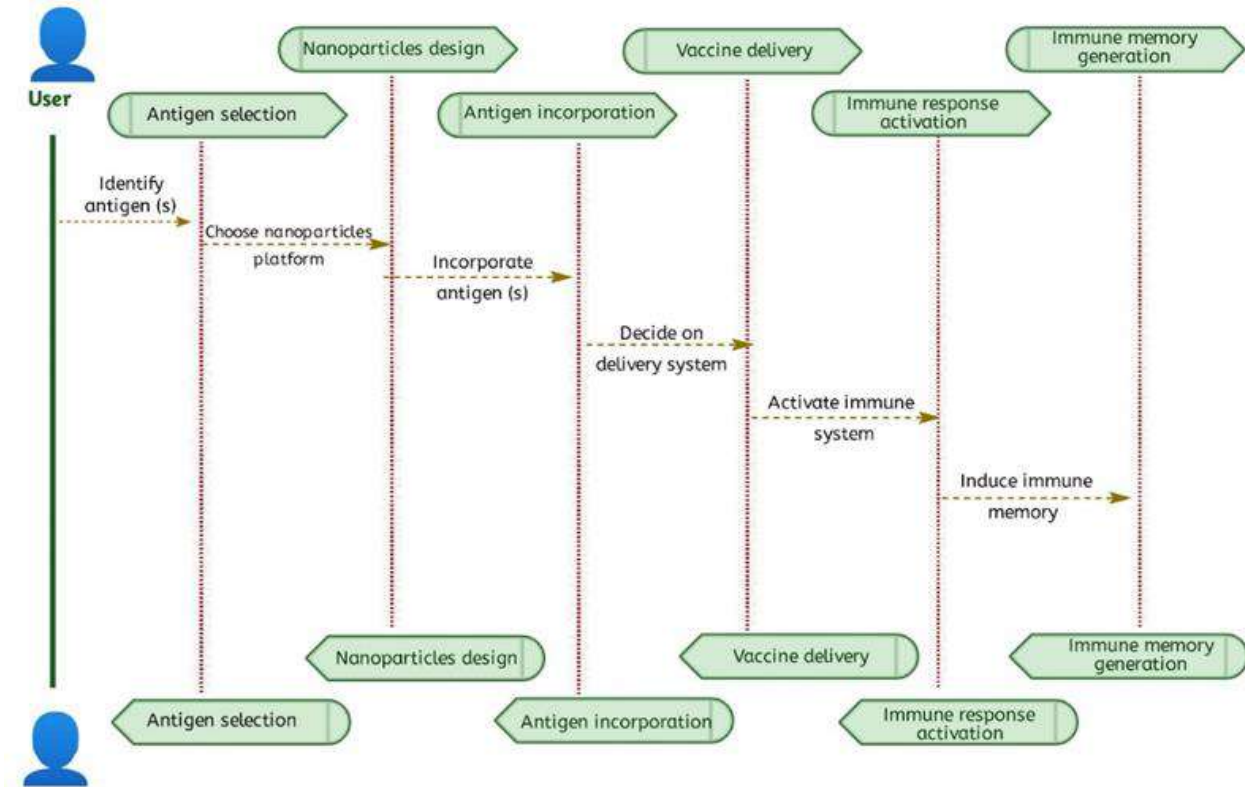 Nanoparticles design
Vaccine delivery
Immune memory
generation
User
Antigen selection
Antigen incorporation
Immune response
activation
Identify
antigen (s)
Choose nanoparticles
platform
Incorporate
antigen (s)
Decide on
delivery system
Activate immune
system
Induce immune
memory
Nanoparticles design
Vaccine delivery
Immune memory
generation
Antigen selection
Antigen incorporation
Immune response
activation